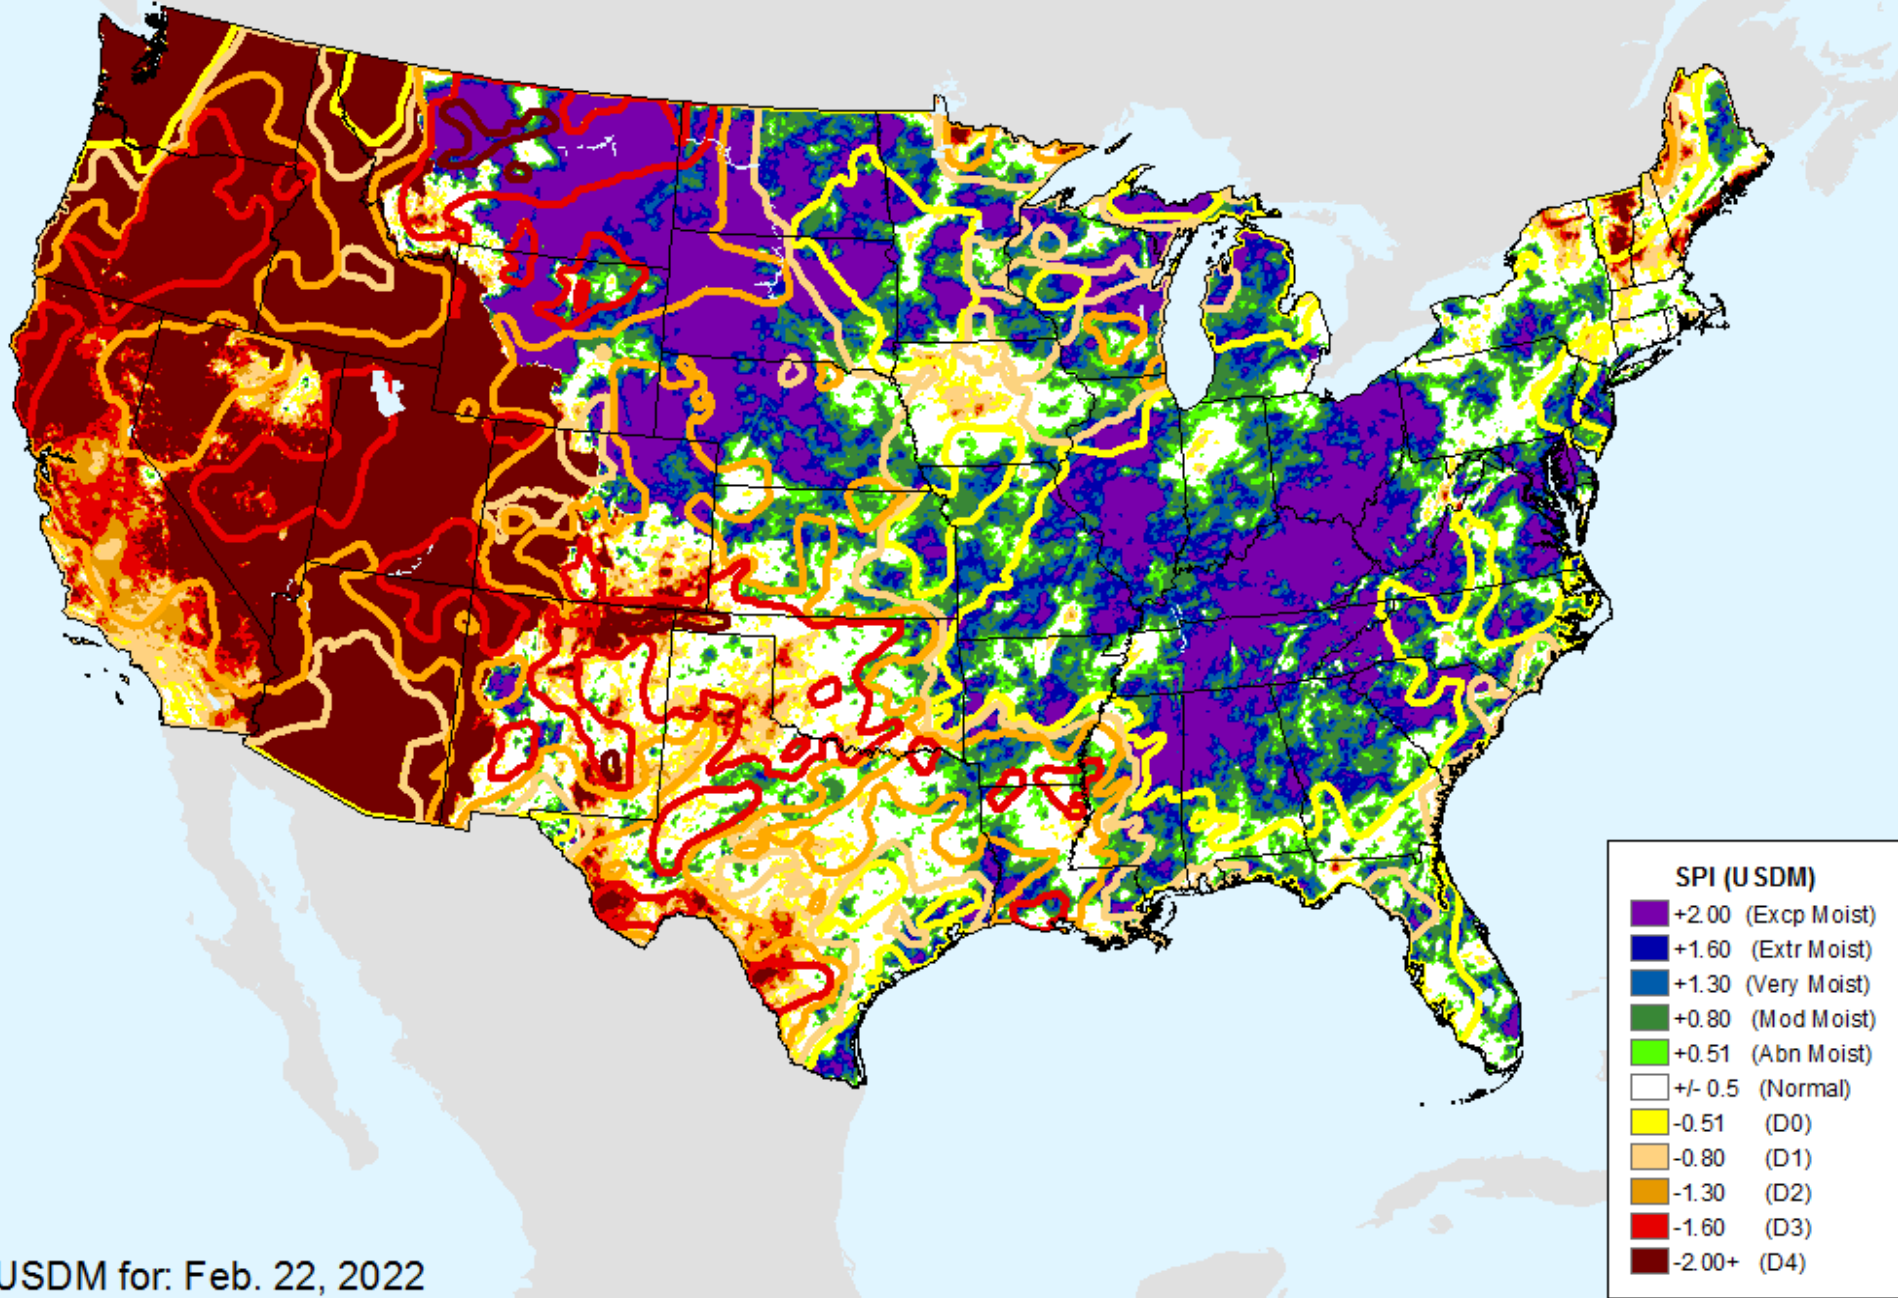 SPI (USDM)
+2.00 (Excp Moist)
+1.60 (Extr Moist)
+1.30 (Very Moist)
+0.80 (Mod Moist)
+0.51 (Abn Moist)
+/- 0.5 (Normal)
-0.51 (D0)
-0.80 (D1)
-1.30 (D2)
-1.60 (D3)
-2.00+ (D4)
USDM for: Feb. 22, 2022